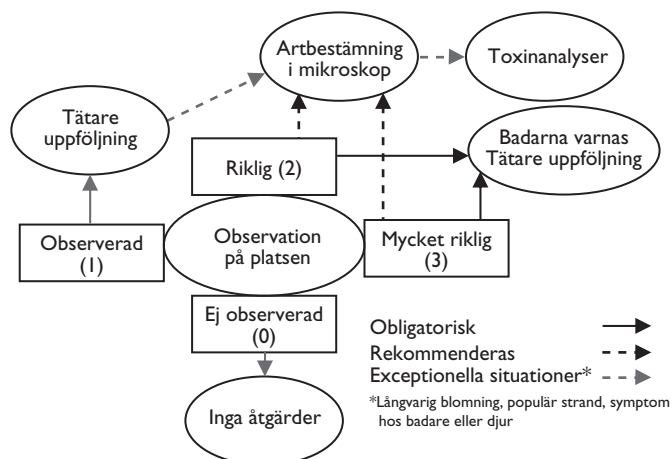 Artbestämning
i mikroskop
Toxinanalyser
Tätare
uppföljning
Badarna varnas
Tätare uppföljning
Riklig (2)
Observerad
(1)
Observation
på platsen
Mycket riklig
(3)
Ej observerad
(0)
Inga åtgärder
Obligatorisk
Rekommenderas
Exceptionella situationer*
*Långvarig blomning, populär strand, symptom
hos badare eller djur